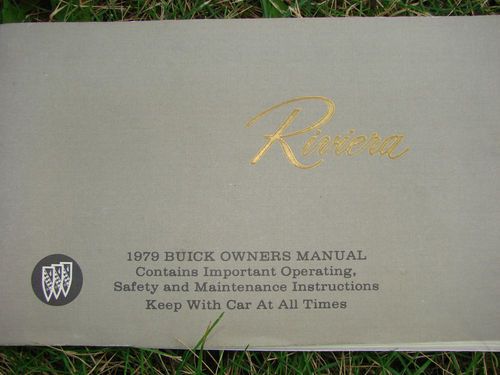 Riviera
1979 BUICK OWNERS MANUAL
Contains Important Operating,
Safety and Maintenance Instructions
Keep With Car At All Times